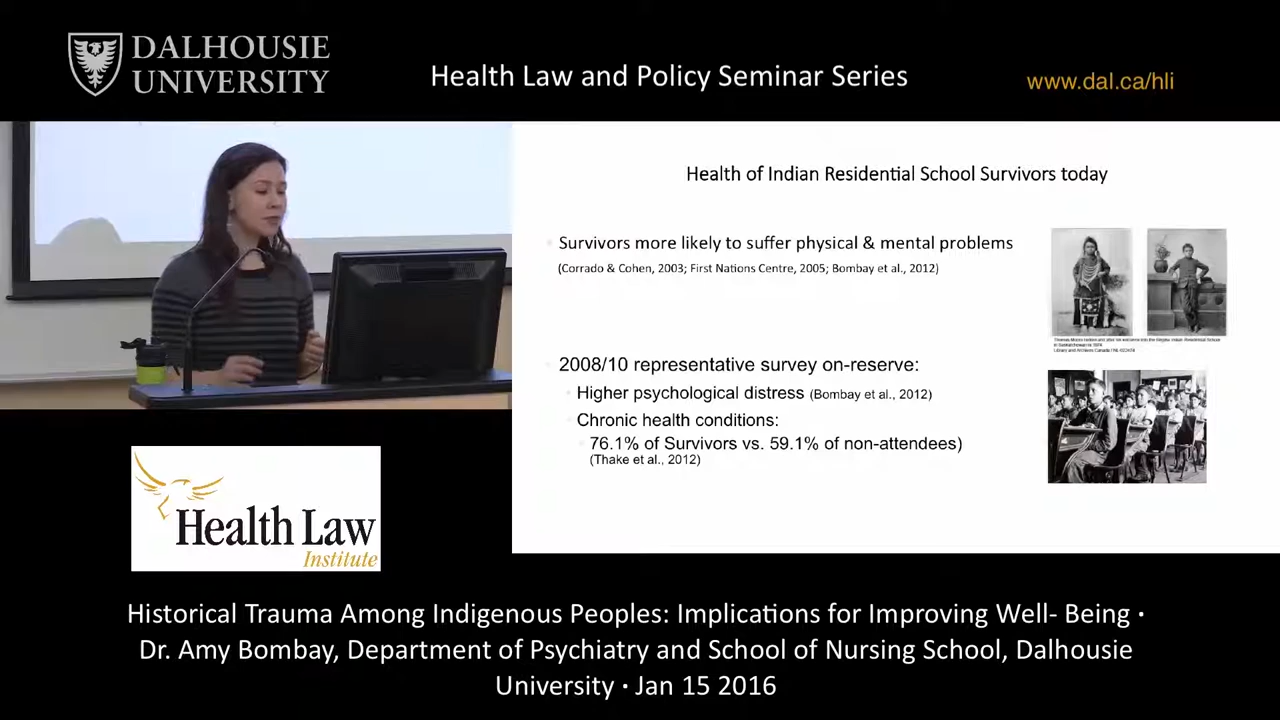 DALHOUSIE
UNIVERSITY
Health Law and Policy Seminar Series
www.dal.ca/hli
Health of Indian Residential School Survivors today
Survivors more likely to suffer physical & mental problems
(Corrado & Cohen, 2003; First Nations Centre, 2005; Bombay et al., 2012)
2008/10 representative survey on-reserve:
Higher psychological distress (Bombay et al., 2012)
Chronic health conditions:
76.1% of Survivors vs. 59.1% of non-attendees)
(Thake et al., 2012)
Health Law
Institute
Historical Trauma Among Indigenous Peoples: Implications for Improving Well- Being ·
Dr. Amy Bombay, Department of Psychiatry and School of Nursing School, Dalhousie
University · Jan 15 2016